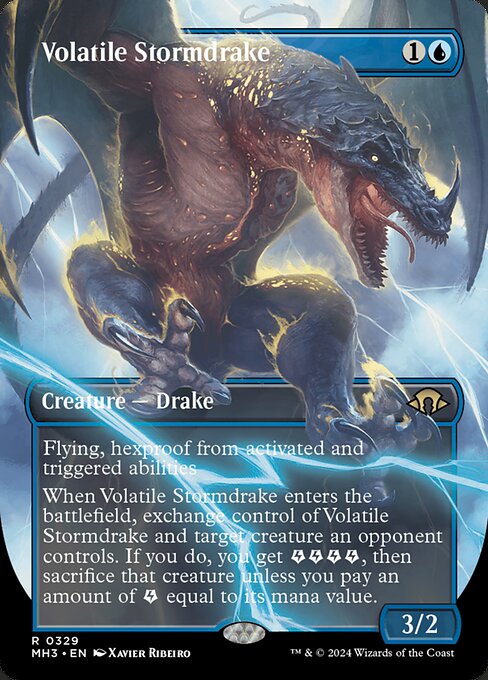 Volatile Stormdrake 1
Creature — Drake
Flying, hexproof from activated and
triggered abilities
When Volatile Stormdrake enters the
battlefield, exchange control of Volatile
Stormdrake and target creature an opponent
controls. If you do, you get , then
sacrifice that creature unless you pay an
amount of equal to its mana value.
3/2
R 0329
MH3 • EN Xavier Ribeiro
™ & © 2024 Wizards of the Coast